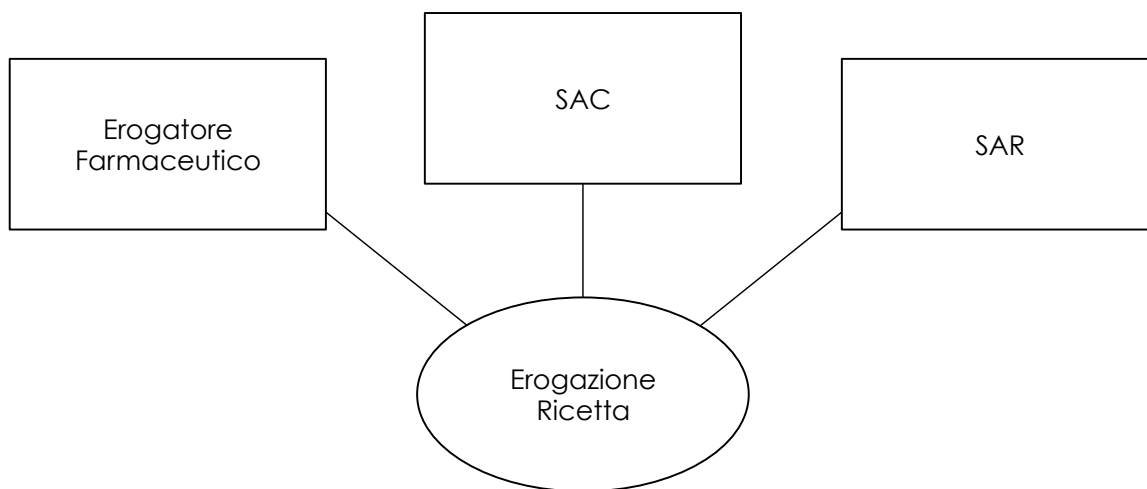 Erogatore
Farmaceutico
SAC
SAR
Erogazione
Ricetta